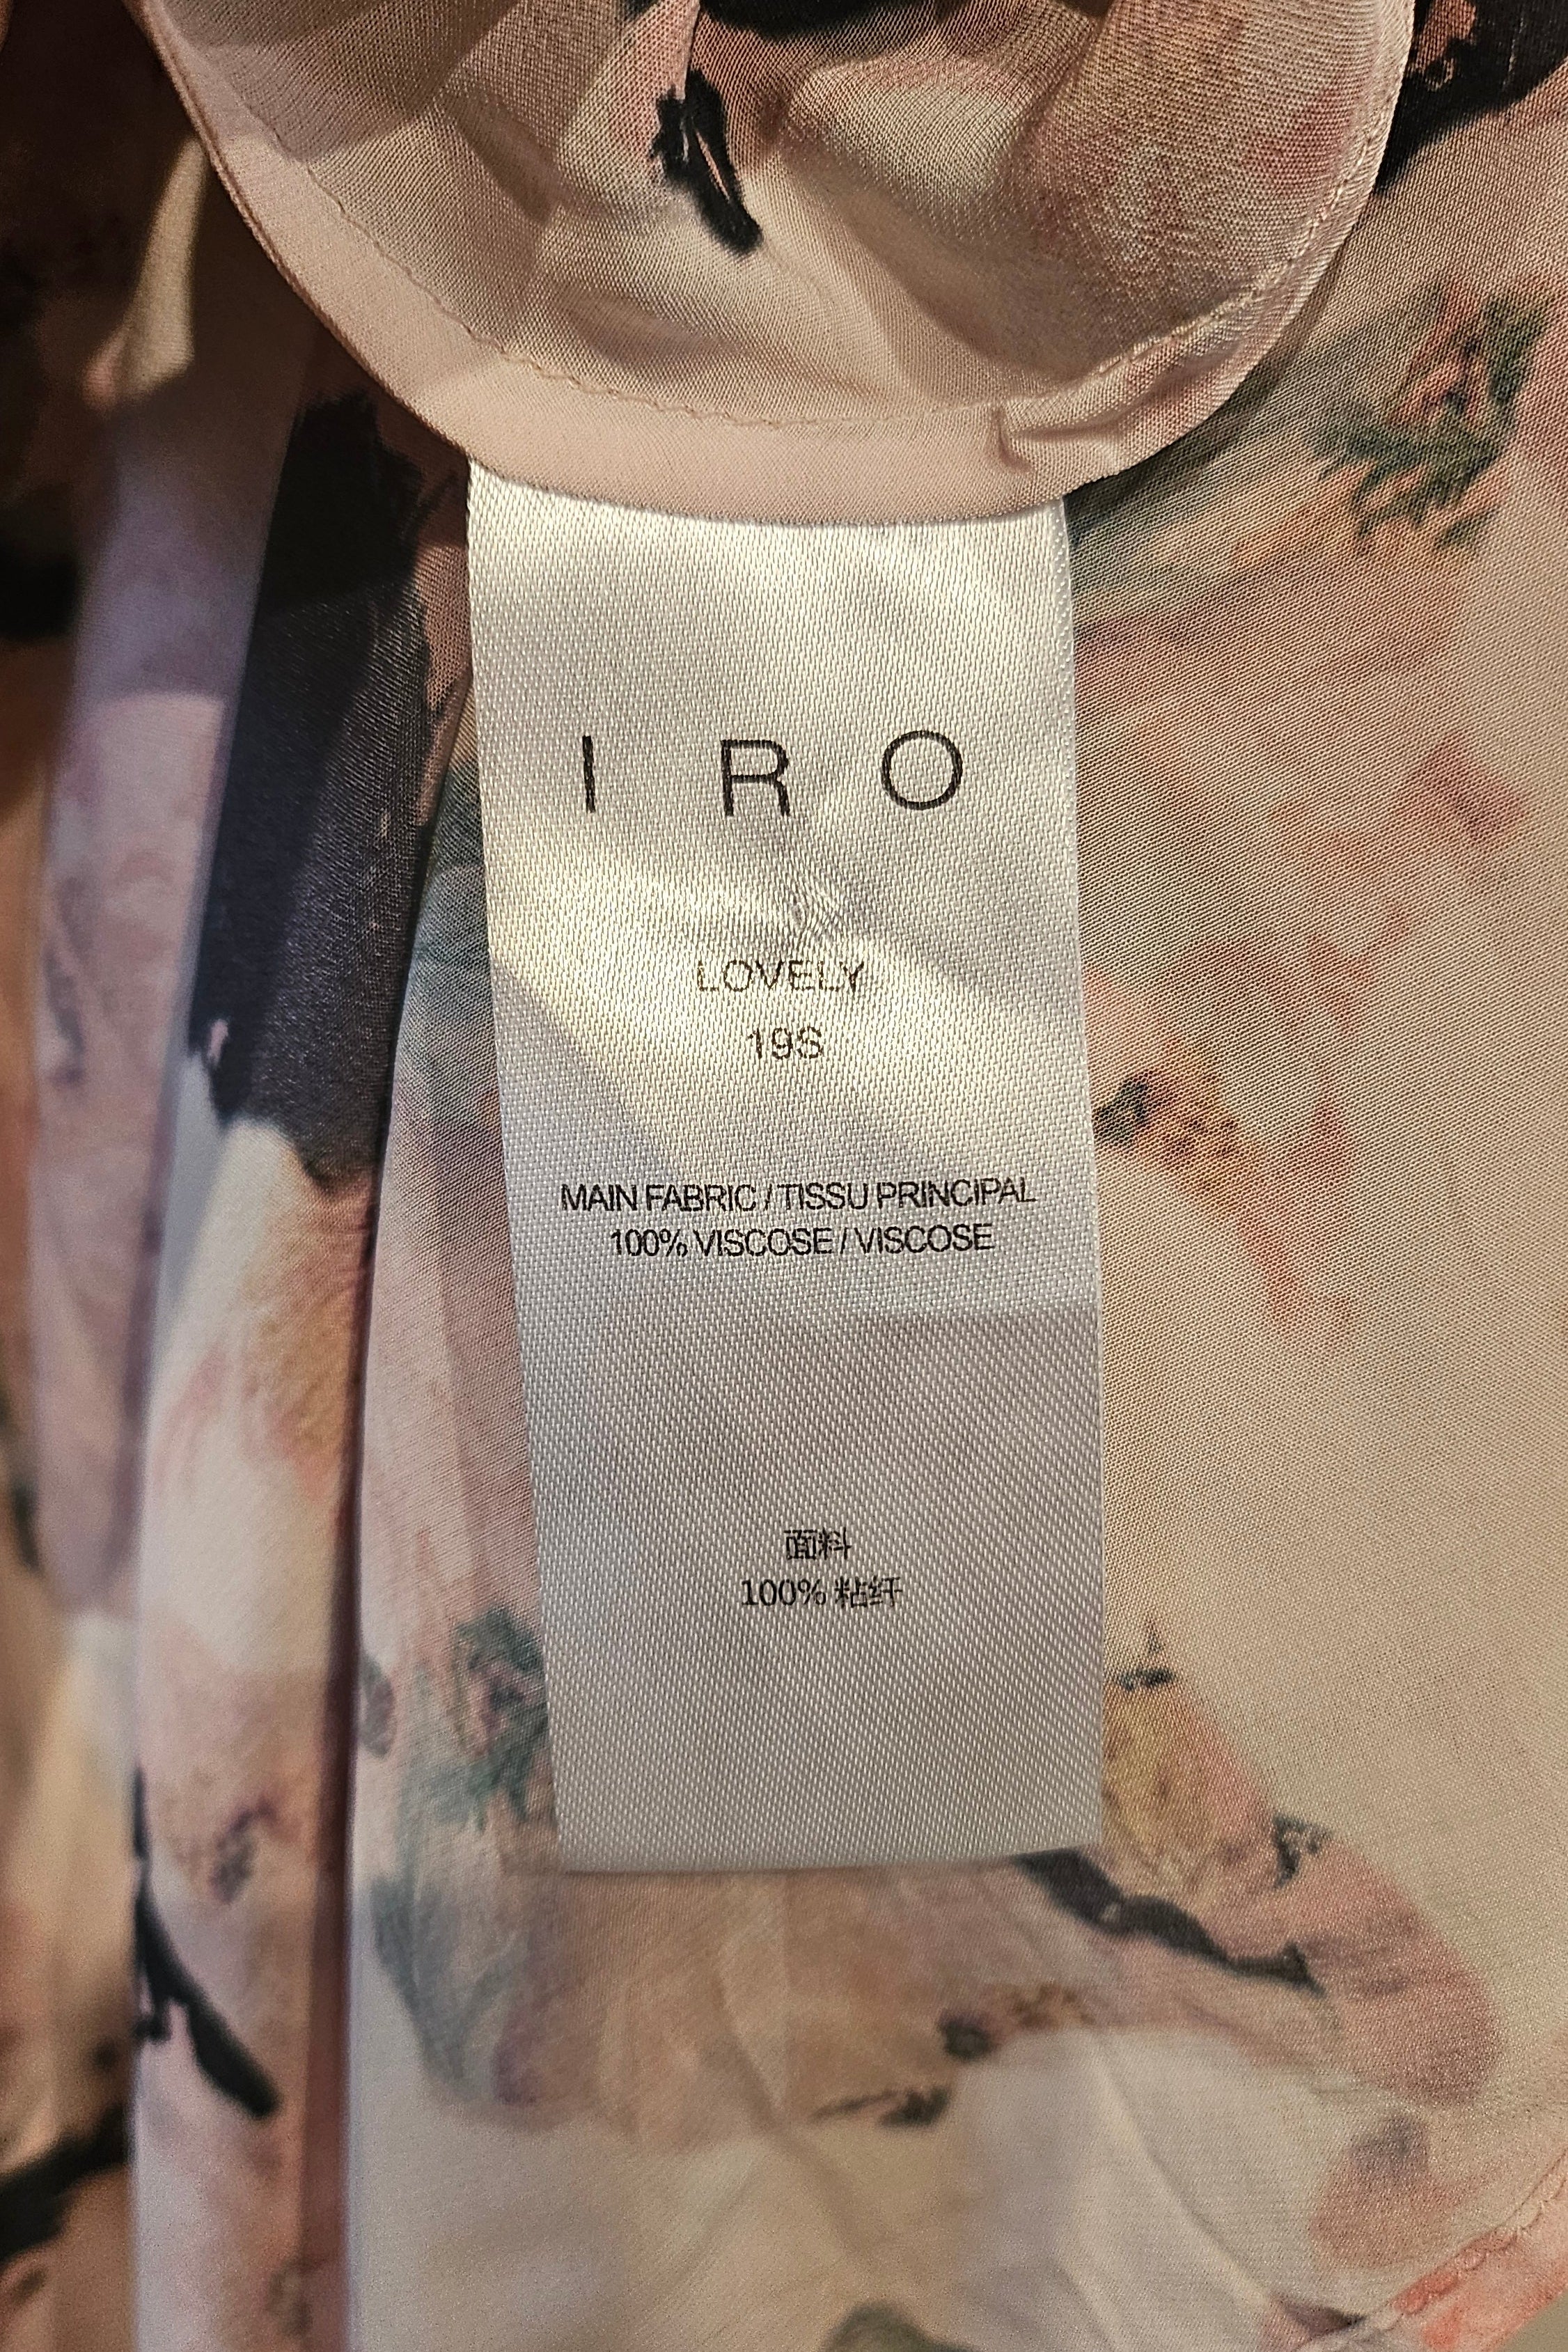 IRO
LOVELY
19S
MAIN FABRIC / TISSU PRINCIPAL
100% VISCOSE / VISCOSE
面料
100% 粘纤